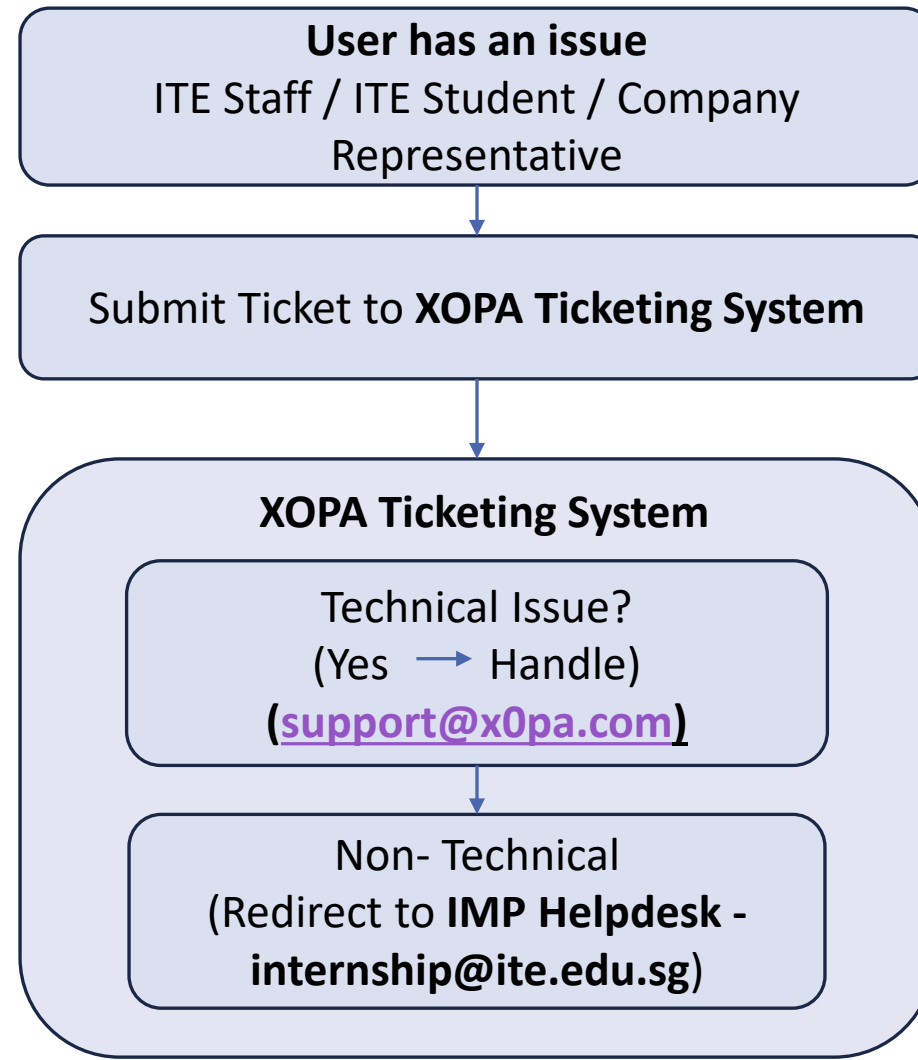 User has an issue
ITE Staff / ITE Student / Company
Representative
Submit Ticket to XOPA Ticketing System
XOPA Ticketing System
Technical Issue?
(Yes → Handle)
(support@x0pa.com)
Non- Technical
(Redirect to IMP Helpdesk -
internship@ite.edu.sg)